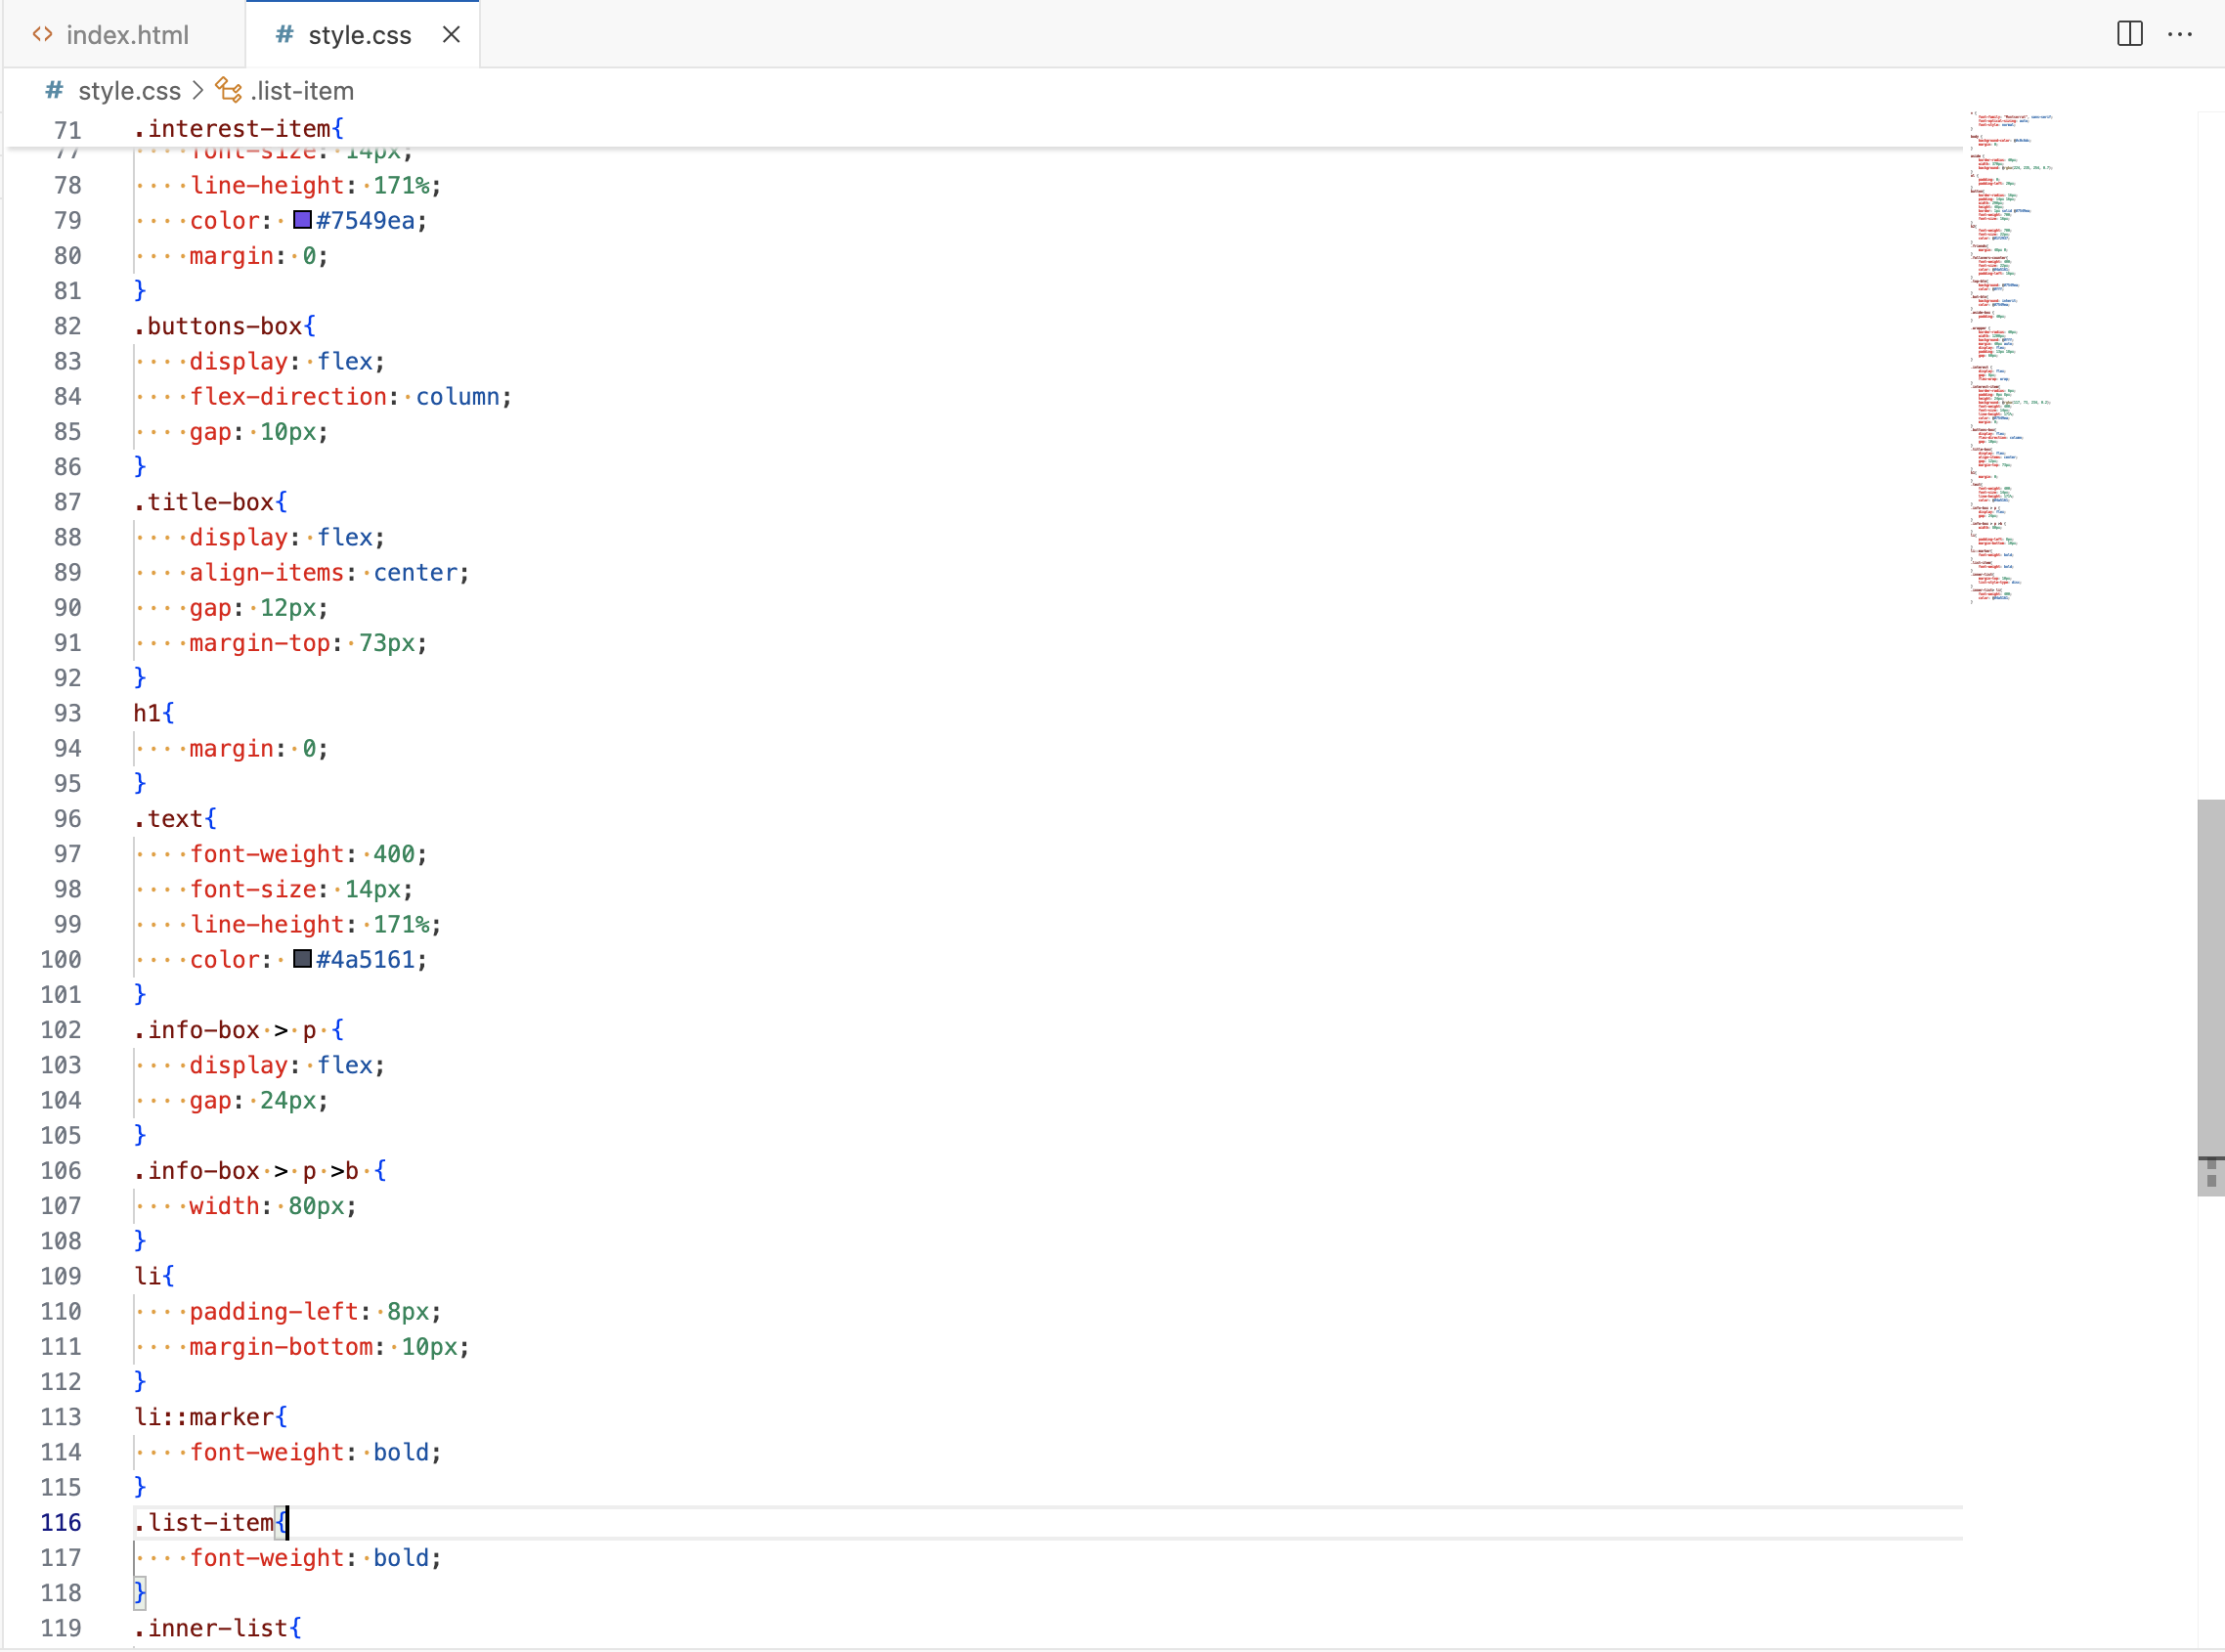 index.html
style.css
style.css > .list-item
71 .interest-item{
77 font-size: 14px;
78 line-height: 171%;
79 color: #7549ea;
80 margin: 0;
81 }
82 .buttons-box{
83 display: flex;
84 flex-direction: column;
85 gap: 10px;
86 }
87 .title-box{
88 display: flex;
89 align-items: center;
90 gap: 12px;
91 margin-top: 73px;
92 }
93 h1{
94 margin: 0;
95 }
96 .text{
97 font-weight: 400;
98 font-size: 14px;
99 line-height: 171%;
100 color: #4a5161;
101 }
102 .info-box > p {
103 display: flex;
104 gap: 24px;
105 }
106 .info-box > p >b {
107 width: 80px;
108 }
109 li{
110 padding-left: 8px;
111 margin-bottom: 10px;
112 }
113 li::marker{
114 font-weight: bold;
115 }
116 .list-item{
117 font-weight: bold;
118 }
119 .inner-list{